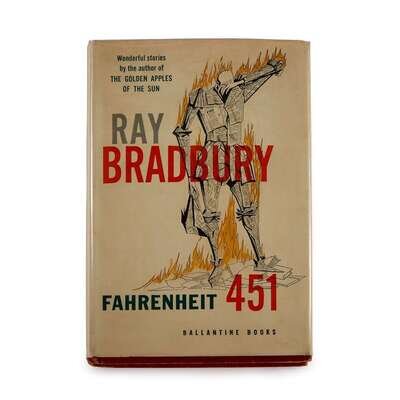 Wonderful stories
by the author of
THE GOLDEN APPLES
OF THE SUN
RAY
BRADBURY
FAHRENHEIT 451
BALLANTINE BOOKS